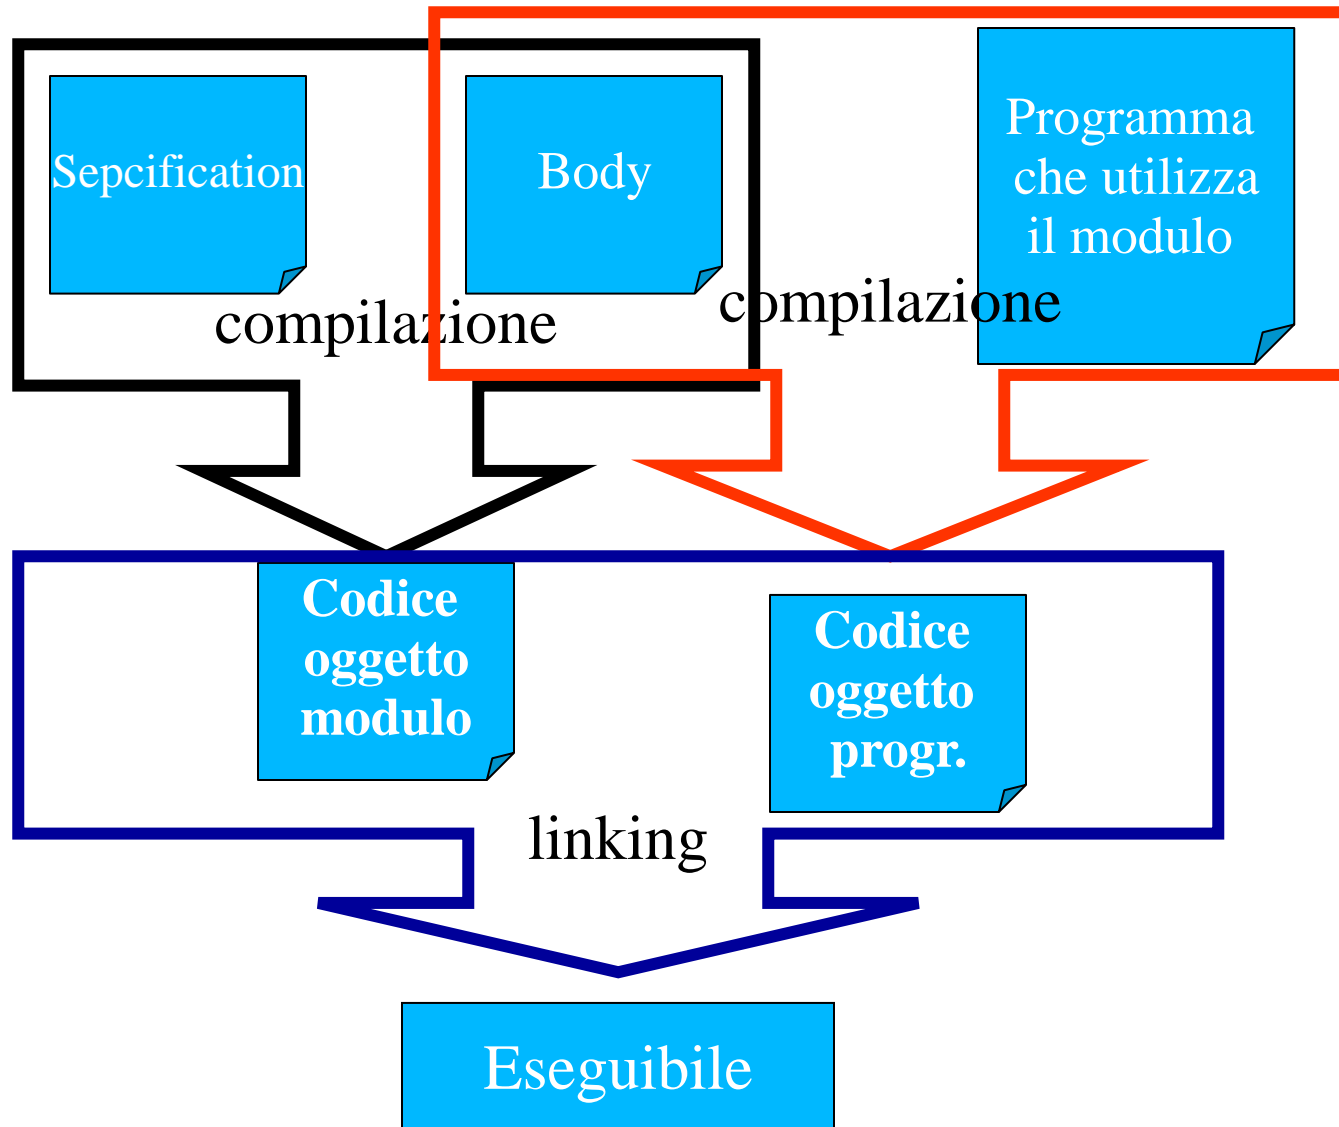 Sepcification
Body
Programma
che utilizza
il modulo
compilazione
compilazione
Codice
oggetto
modulo
Codice
oggetto
progr.
linking
Eseguibile